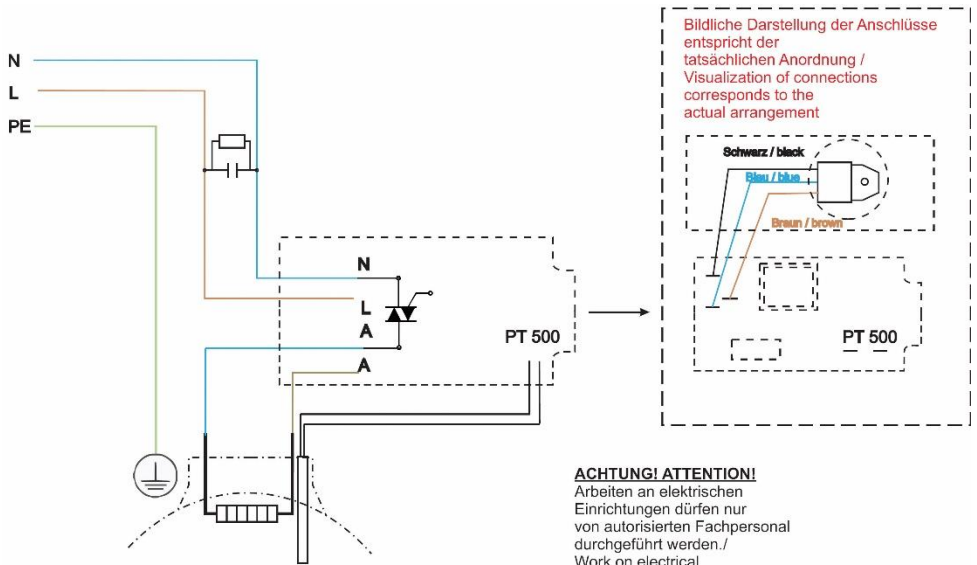 N
L
PE
N
L
A
A
PT 500
Bildliche Darstellung der Anschlüsse
entspricht der
tatsächlichen Anordnung /
Visualization of connections
corresponds to the
actual arrangement
Schwarz / black
Blau / blue
Braun / brown
PT 500
ACHTUNG! ATTENTION!
Arbeiten an elektrischen
Einrichtungen dürfen nur
von autorisierten Fachpersonal
durchgeführt werden./
Work on electrical